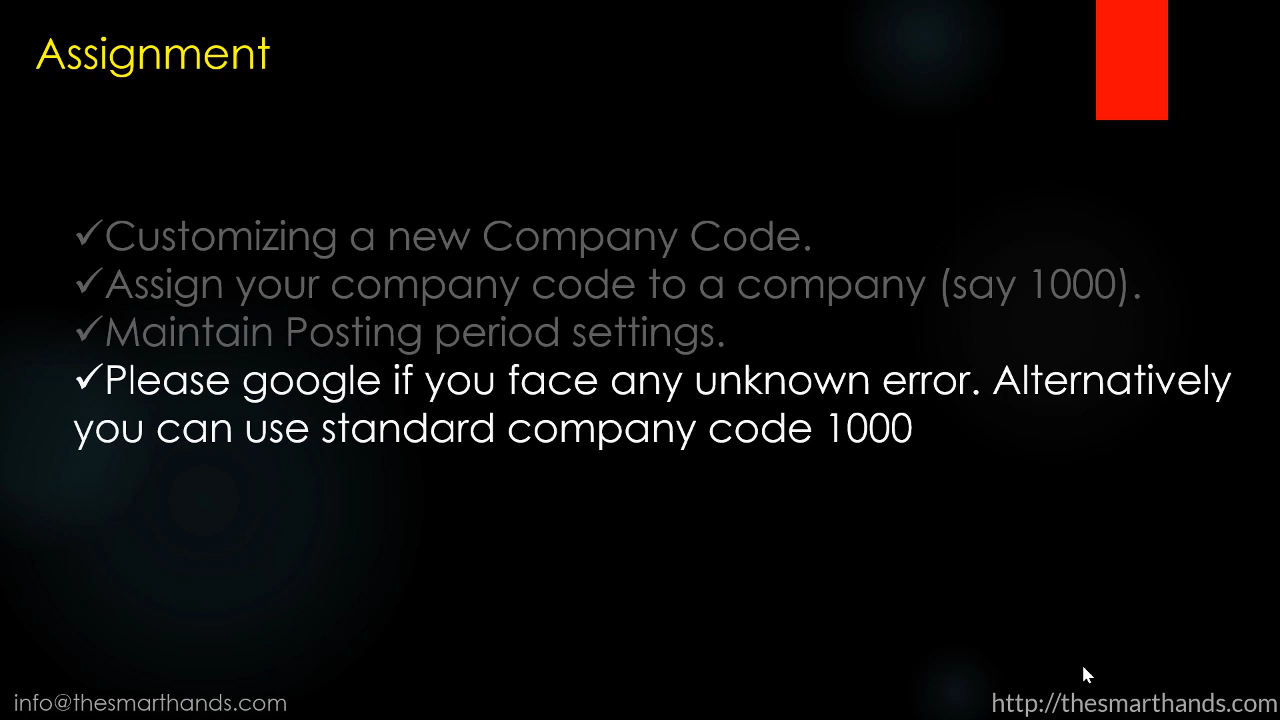 Assignment
✓Customizing a new Company Code.
✓Assign your company code to a company (say 1000).
✓Maintain Posting period settings.
✓Please google if you face any unknown error. Alternatively
you can use standard company code 1000
info@thesmarthands.com
http://thesmarthands.com